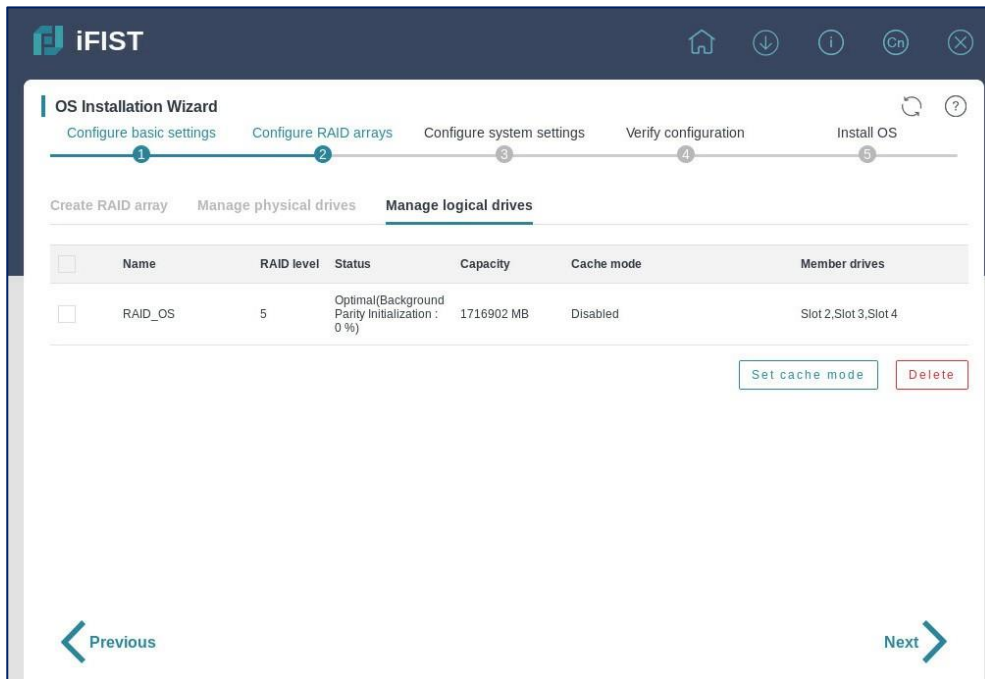 iFIST
Cn
OS Installation Wizard
?
Configure basic settings Configure RAID arrays Configure system settings Verify configuration Install OS
1 2 3 4 5
Create RAID array Manage physical drives Manage logical drives
Name RAID level Status Capacity Cache mode Member drives
RAID_OS 5 Optimal(Background Parity Initialization : 0 %) 1716902 MB Disabled Slot 2,Slot 3,Slot 4
Set cache mode Delete
Previous Next